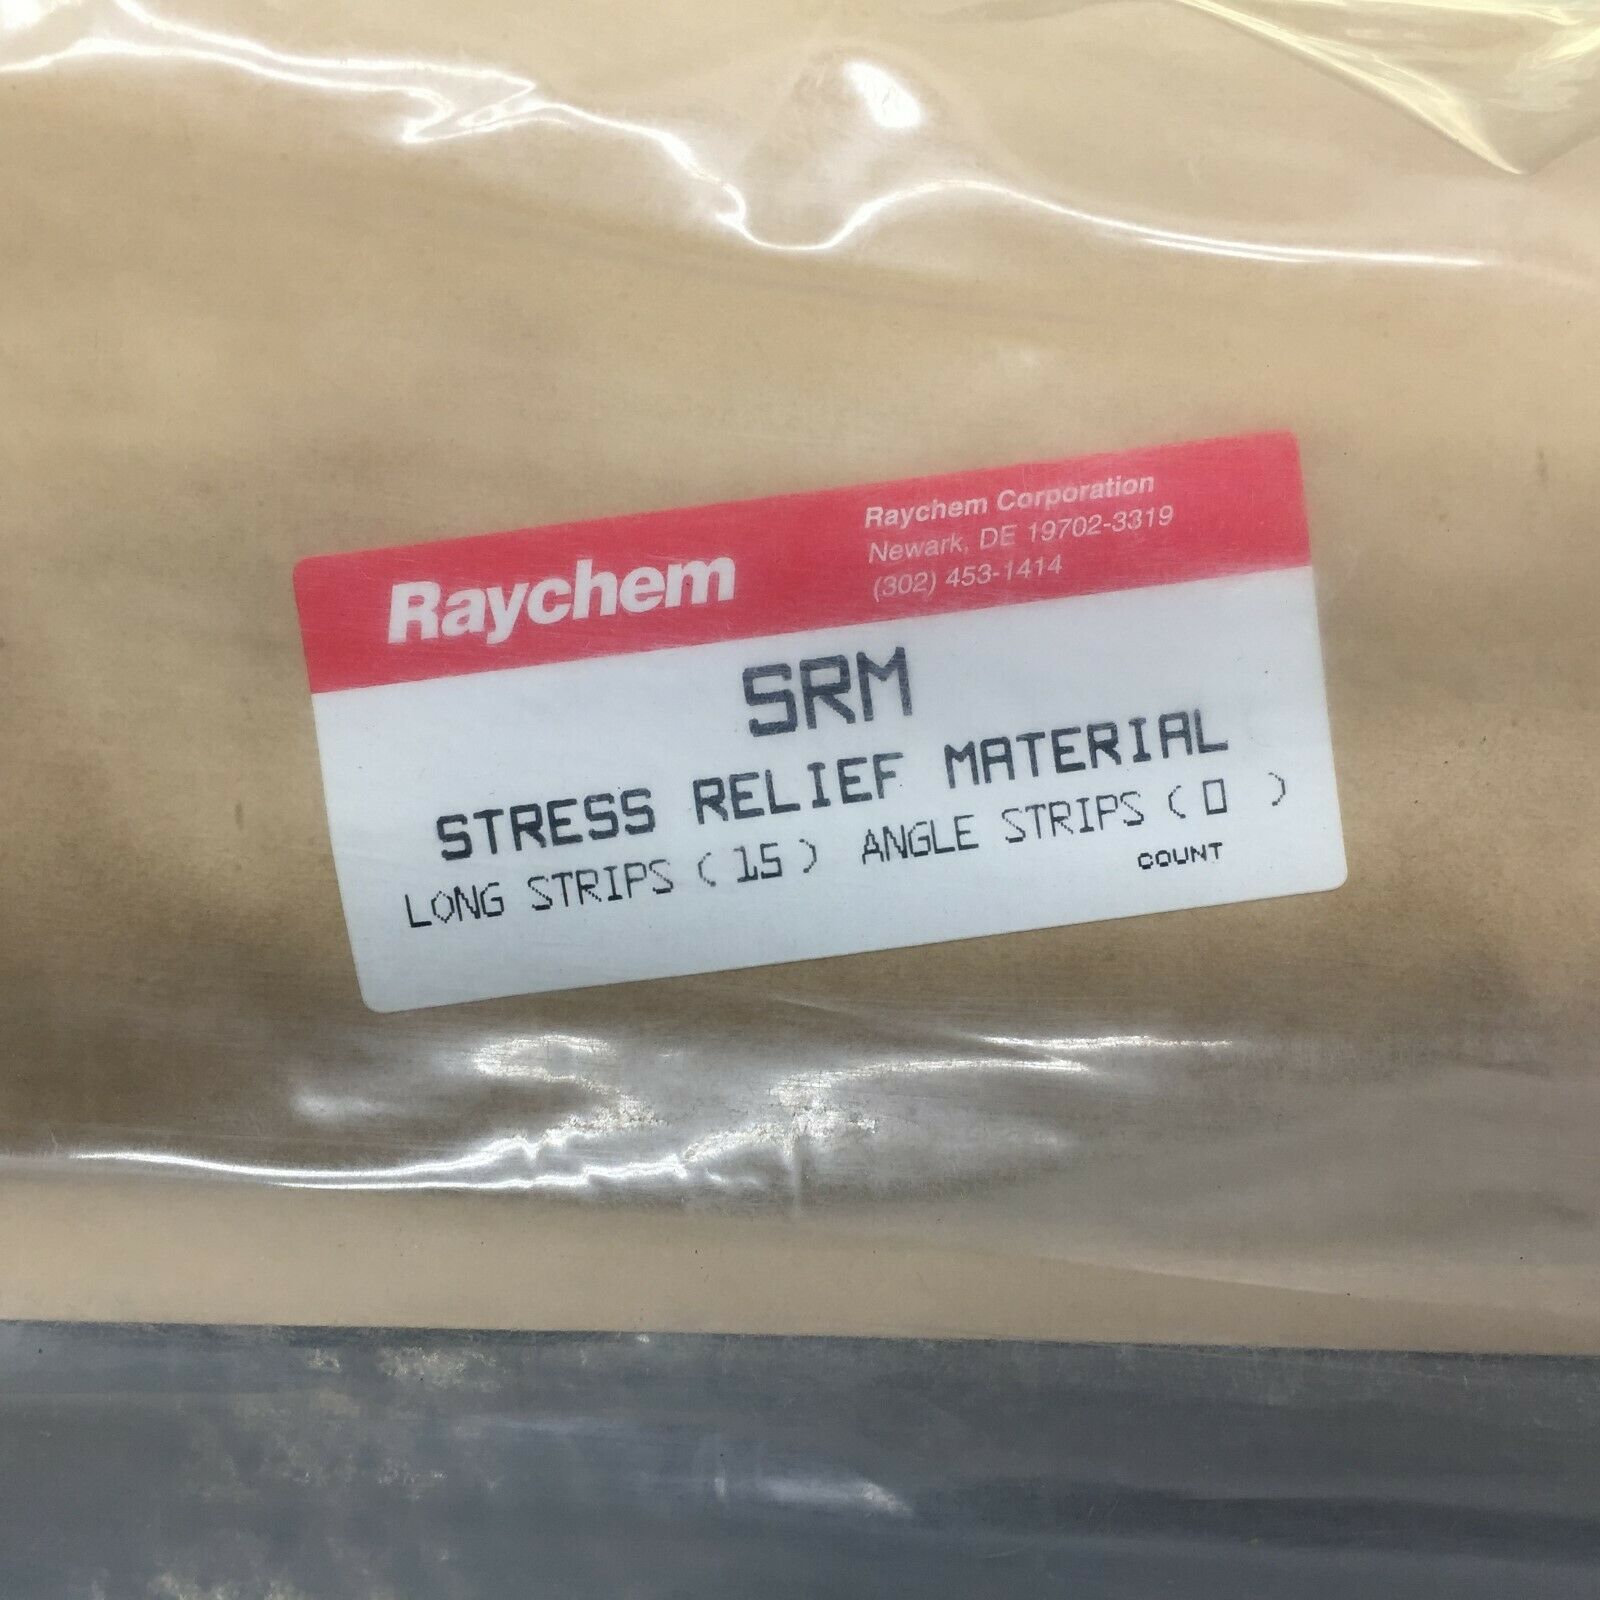 Raychem
Raychem Corporation
Newark, DE 19702-3319
(302) 453-1414
SRM
STRESS RELIEF MATERIAL
LONG STRIPS (15) ANGLE STRIPS (0 )
COUNT